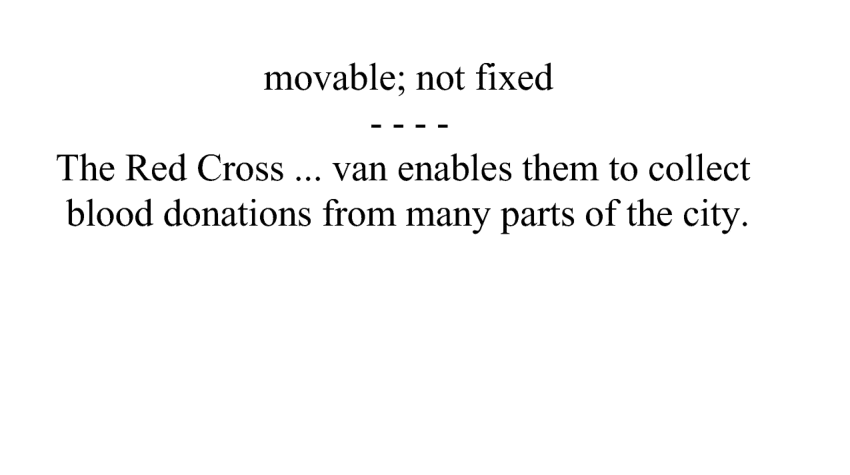 movable; not fixed
- - - -
The Red Cross ... van enables them to collect
blood donations from many parts of the city.